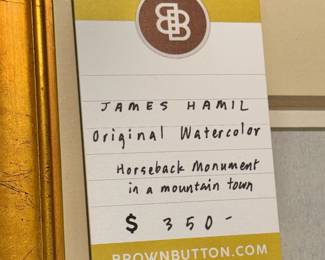 BB
JAMES HAMIL
Original Watercolor
Horseback Monument
in a mountain town
$ 350-
BROWNBUTTON.COM